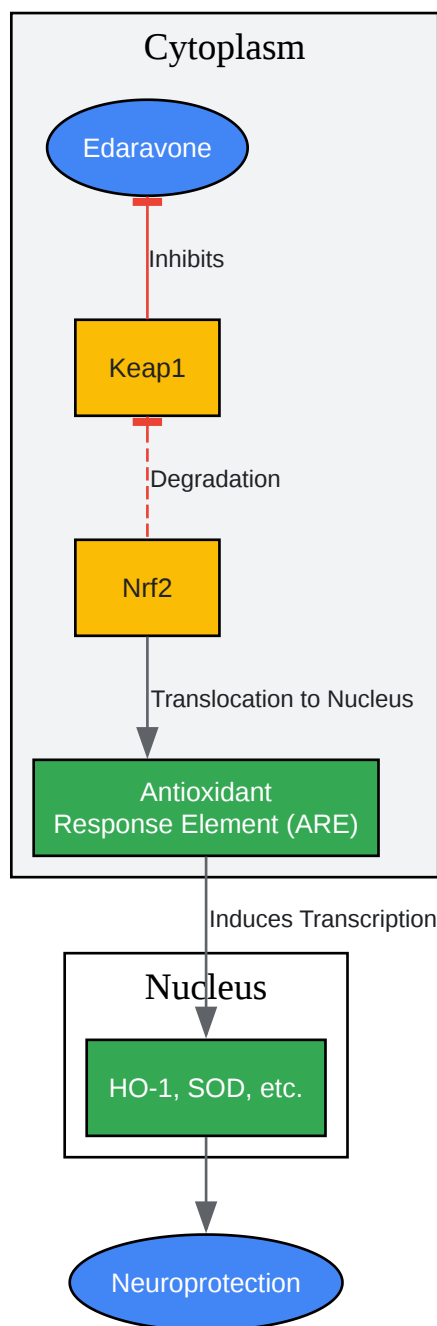 Cytoplasm
Edaravone
Inhibits
Keap1
Degradation
Nrf2
Translocation to Nucleus
Antioxidant
Response Element (ARE)
Induces Transcription
Nucleus
HO-1, SOD, etc.
Neuroprotection